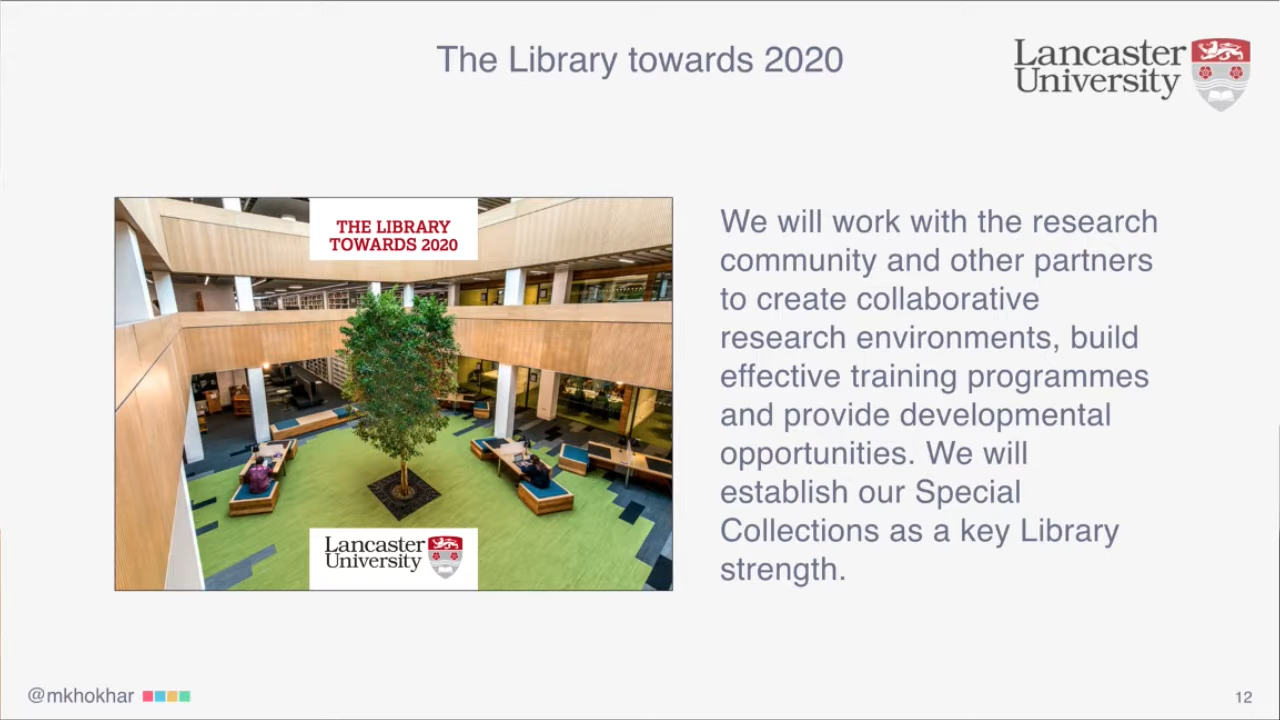 The Library towards 2020
Lancaster
University
THE LIBRARY
TOWARDS 2020
Lancaster
University
We will work with the research
community and other partners
to create collaborative
research environments, build
effective training programmes
and provide developmental
opportunities. We will
establish our Special
Collections as a key Library
strength.
@mkhokhar
12